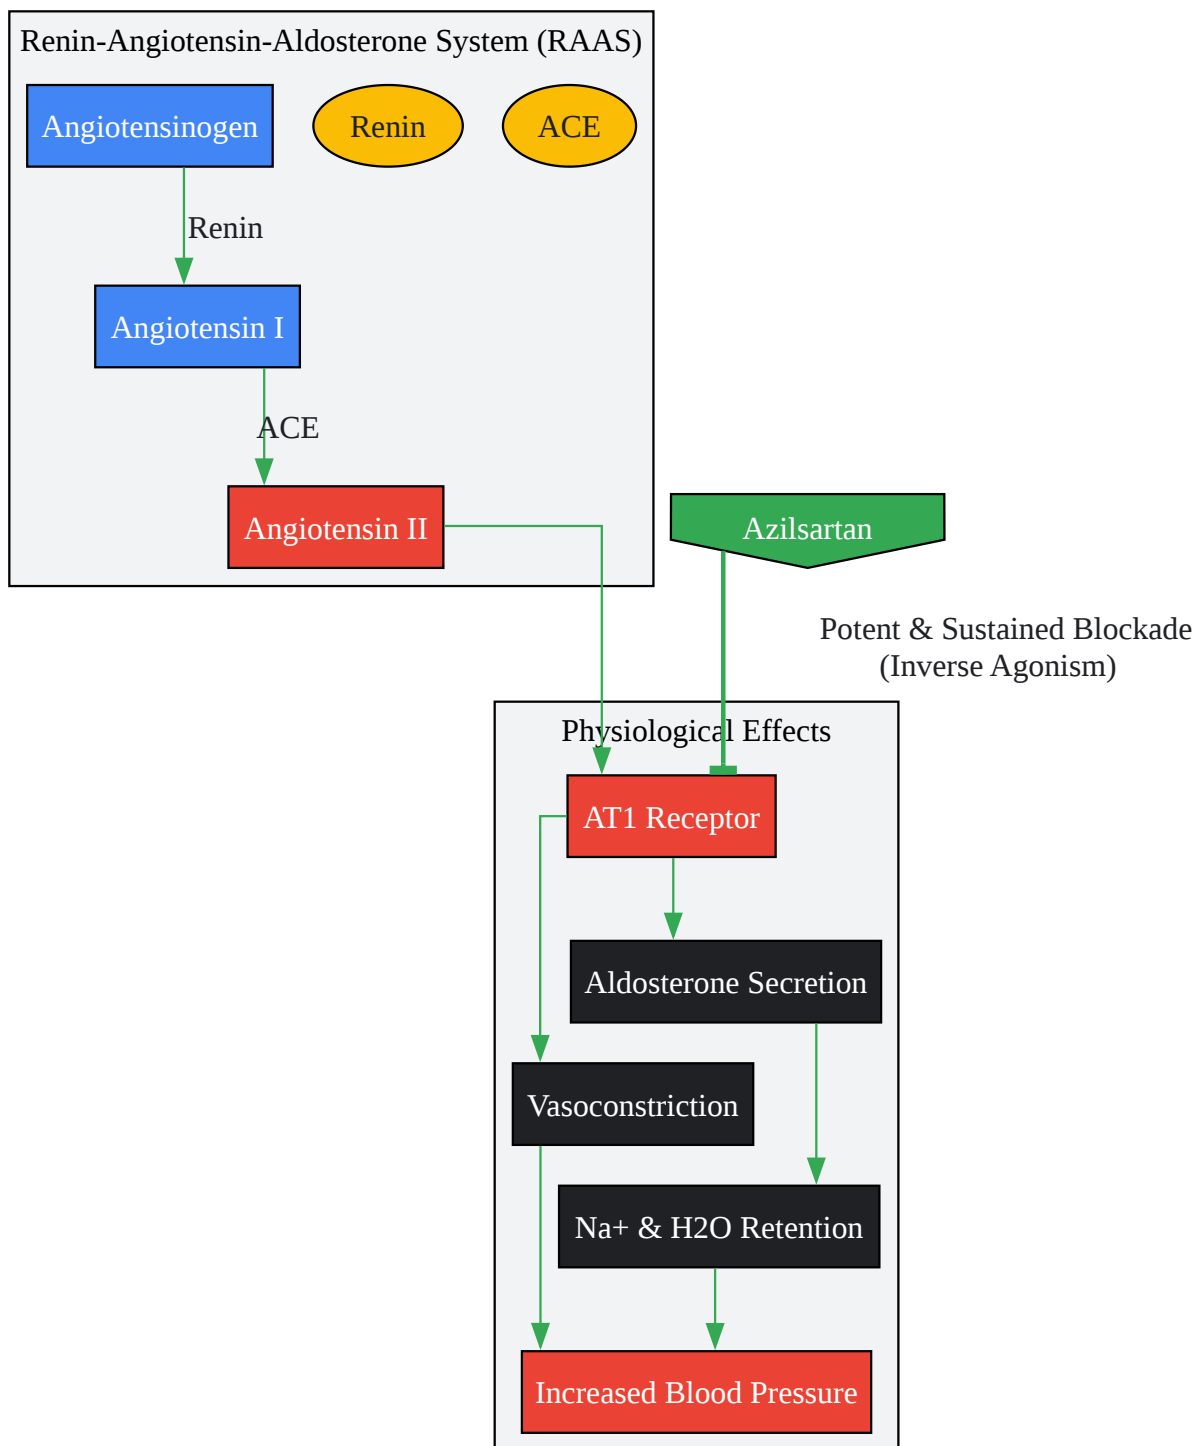 Renin-Angiotensin-Aldosterone System (RAAS)
Angiotensinogen
Renin
ACE
Renin
Angiotensin I
ACE
Angiotensin II
Azilsartan
Potent & Sustained Blockade
(Inverse Agonism)
Physiological Effects
AT1 Receptor
Aldosterone Secretion
Vasoconstriction
Na+ & H2O Retention
Increased Blood Pressure